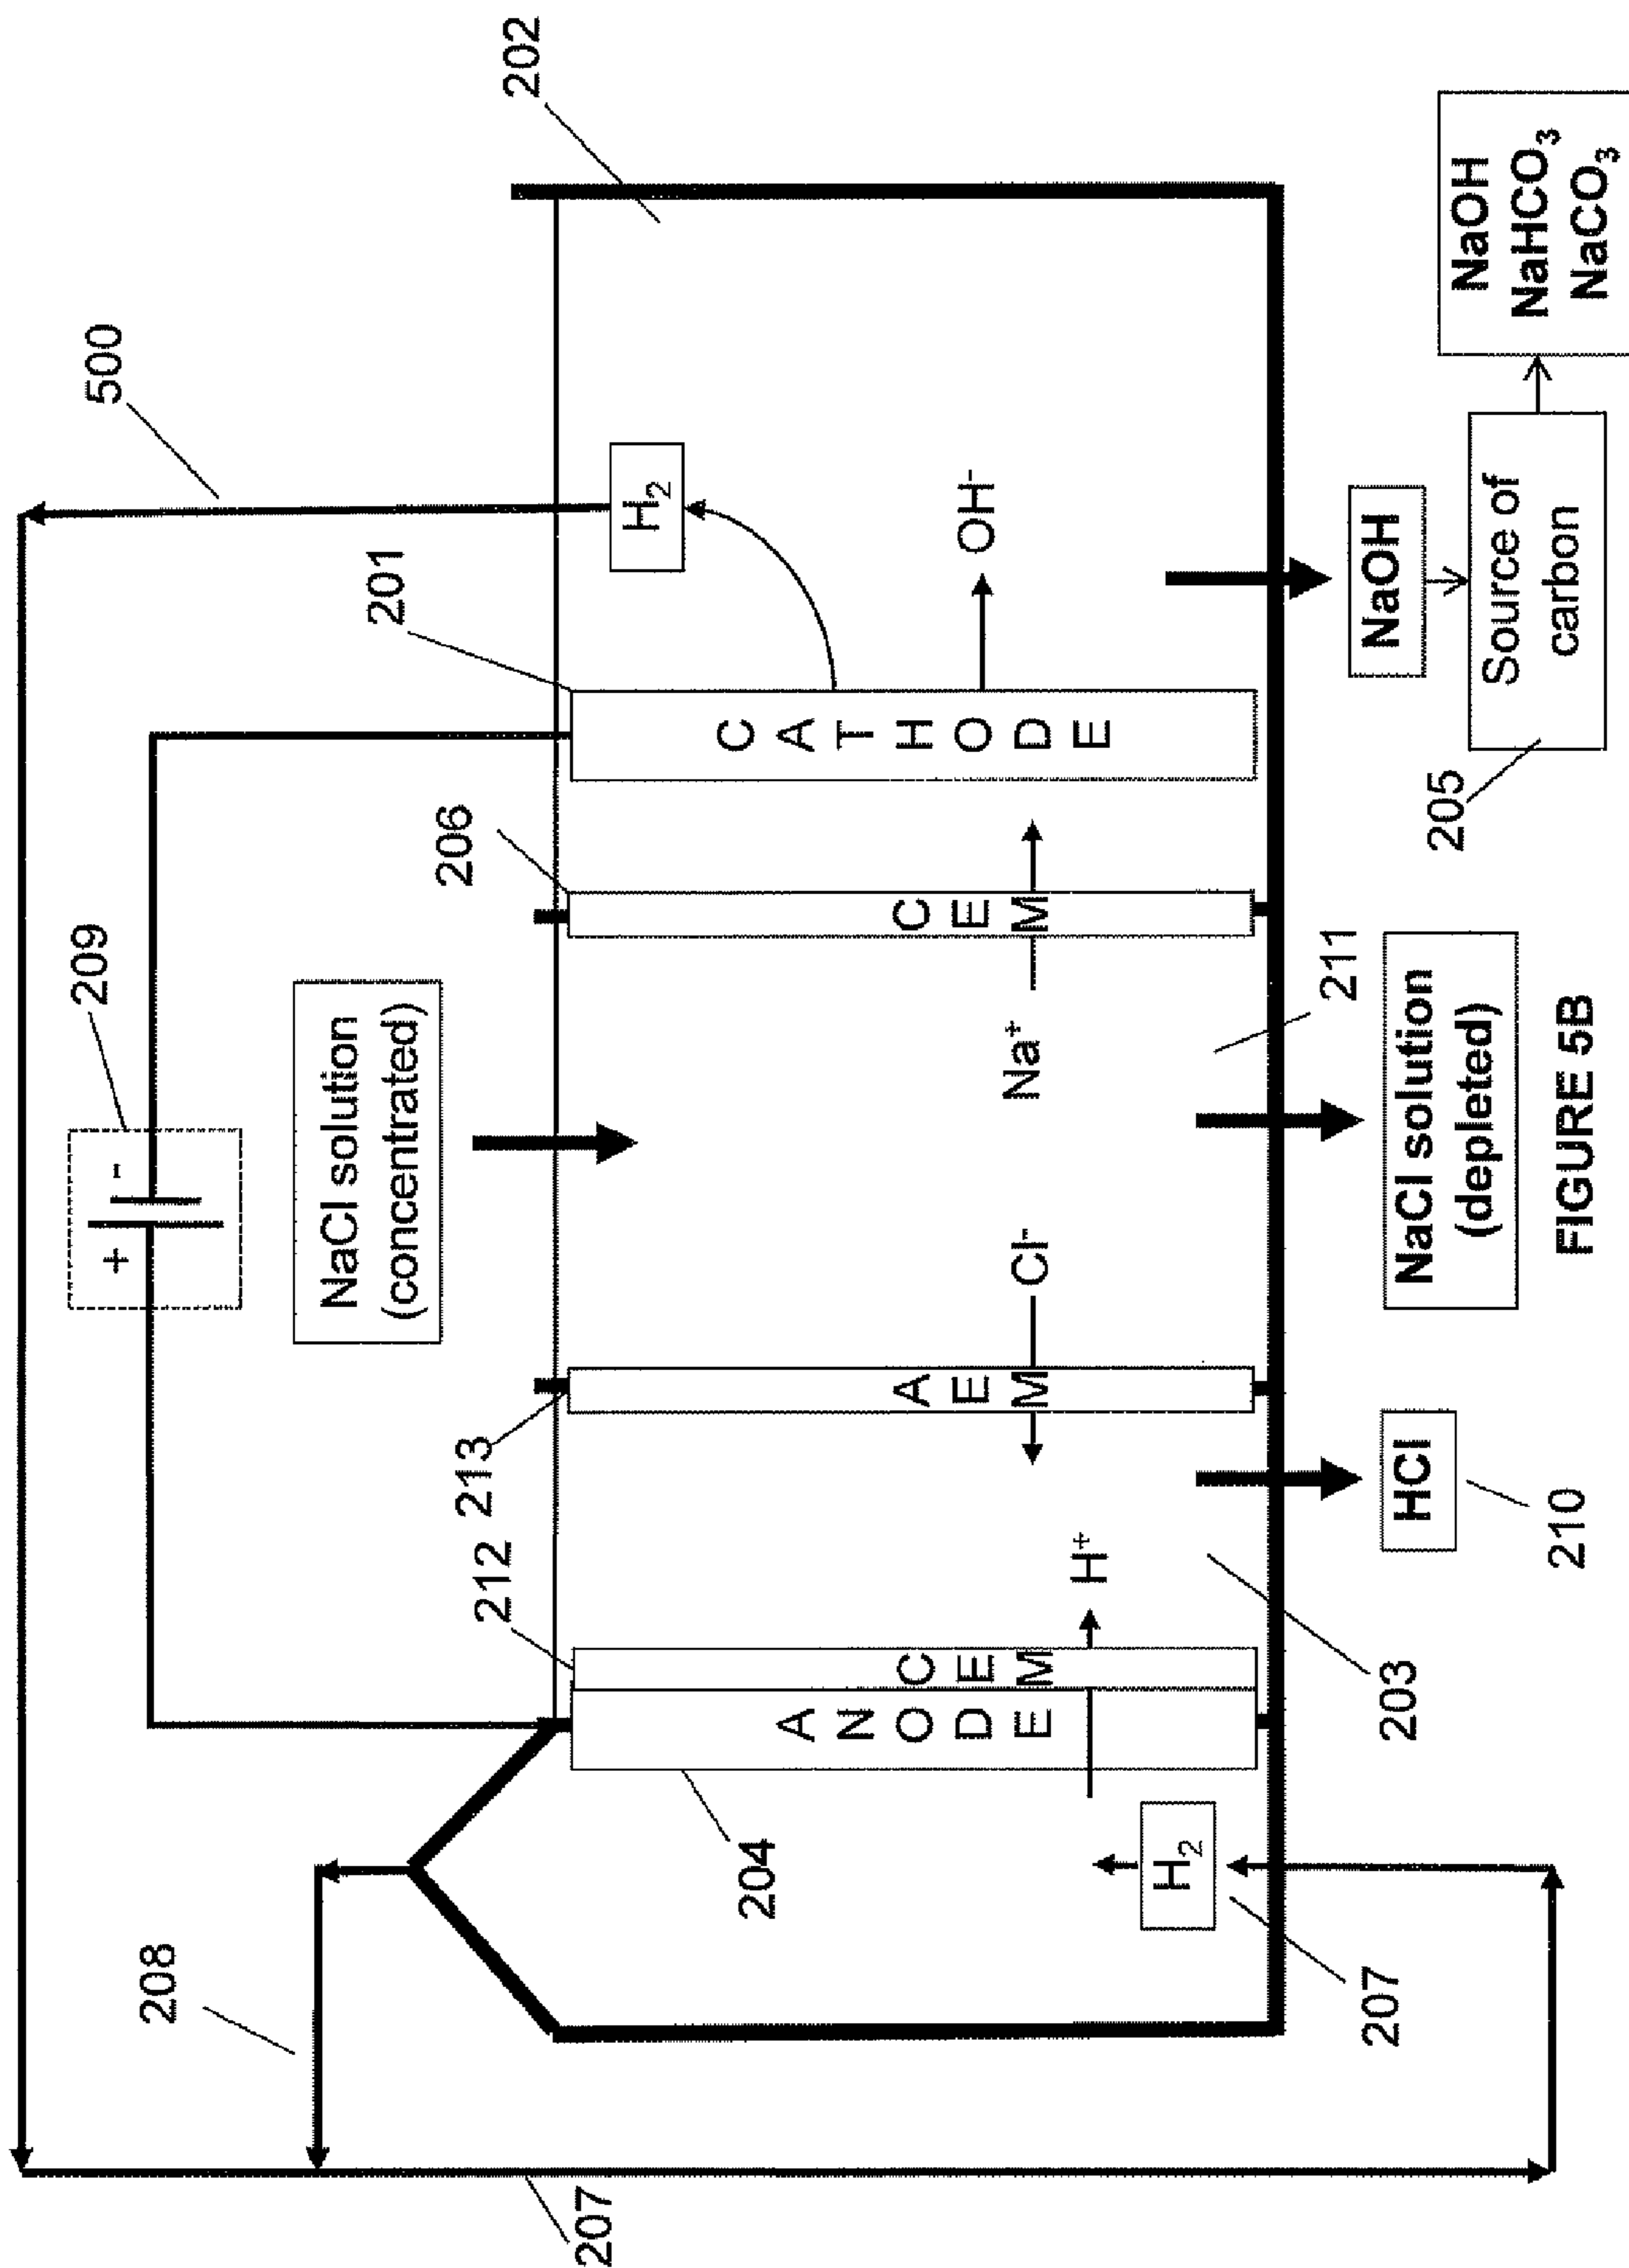 500
209
+ -
NaCl solution
(concentrated)
208
213
206
201
202
212
H₂
204
ANODE
CEM
AEM
CEM
CATHODE
H⁺
Cl⁻
Na⁺
OH⁻
H₂
207
207
203
211
HCl
210
NaCl solution
(depleted)
NaOH
Source of
carbon
205
NaOH
NaHCO₃
NaCO₃
FIGURE 5B